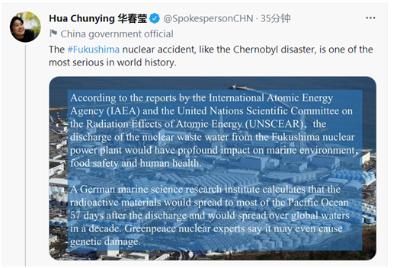 Hua Chunying 华春莹 @SpokespersonCHN · 35分钟
China government official
The #Fukushima nuclear accident, like the Chernobyl disaster, is one of the
most serious in world history.
According to the reports by the International Atomic Energy
Agency (IAEA) and the United Nations Scientific Committee on
the Radiation Effects of Atomic Energy (UNSCEAR), the
discharge of the nuclear waste water from the Fukushima nuclear
power plant would have profound impact on marine environment,
food safety and human health.
A German marine science research institute calculates that the
radioactive materials would spread to most of the Pacific Ocean
57 days after the discharge and would spread over global waters
in a decade. Greenpeace nuclear experts say it may even cause
genetic damage.